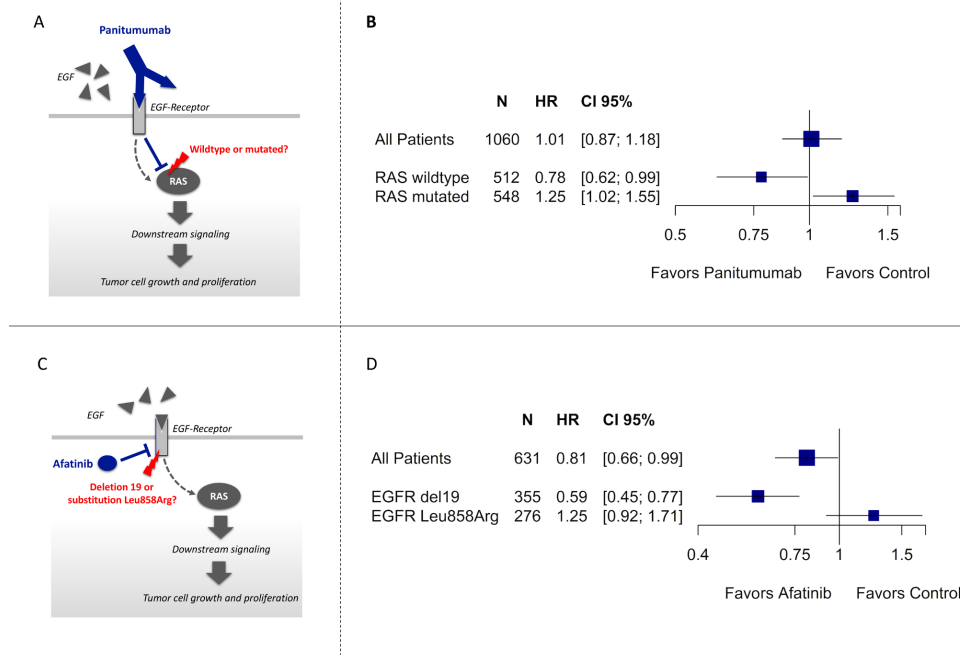 A
Panitumumab
EGF
EGF-Receptor
Wildtype or mutated?
RAS
Downstream signaling
Tumor cell growth and proliferation
B
N HR CI 95%
All Patients 1060 1.01 [0.87; 1.18]
RAS wildtype 512 0.78 [0.62; 0.99]
RAS mutated 548 1.25 [1.02; 1.55]
0.5 0.75 1 1.5
Favors Panitumumab Favors Control
C
EGF
EGF-Receptor
Afatinib
Deletion 19 or
substitution Leu858Arg?
RAS
Downstream signaling
Tumor cell growth and proliferation
D
N HR CI 95%
All Patients 631 0.81 [0.66; 0.99]
EGFR del19 355 0.59 [0.45; 0.77]
EGFR Leu858Arg 276 1.25 [0.92; 1.71]
0.4 0.75 1 1.5
Favors Afatinib Favors Control